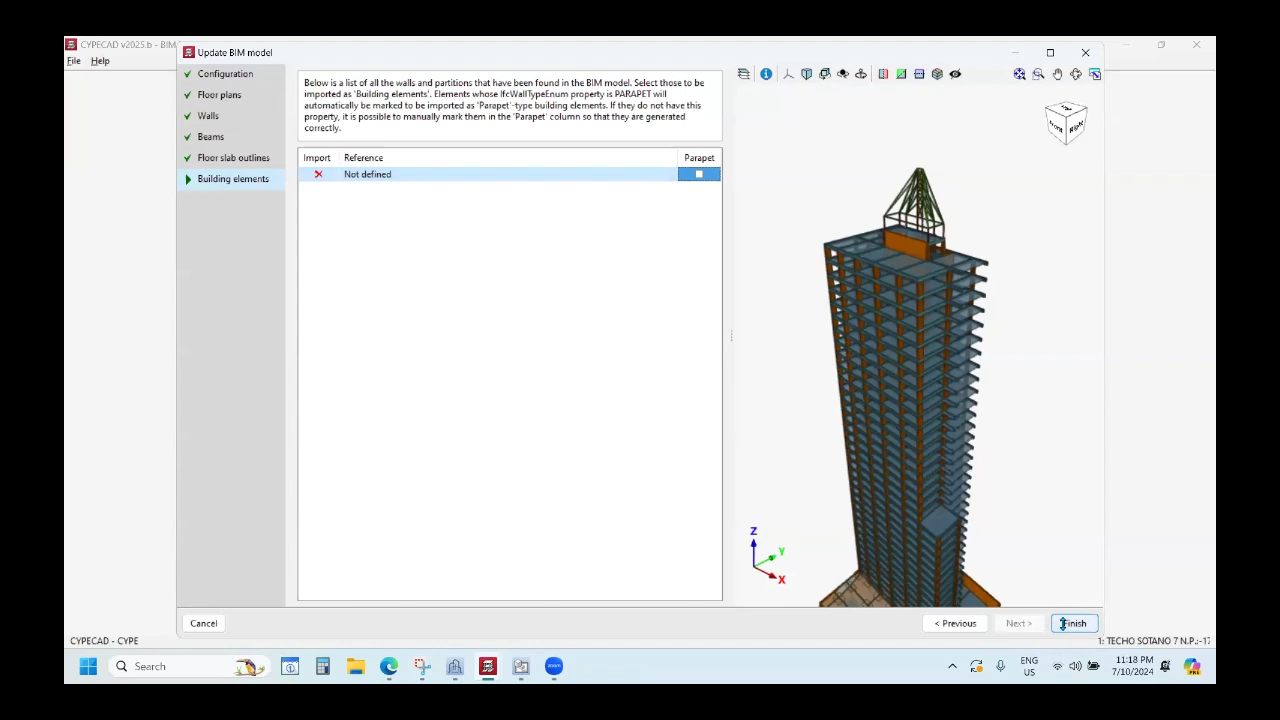 CYPECAD v2025.b - BIM
Update BIM model
File Help
Configuration
Floor plans
Walls
Beams
Floor slab outlines
Building elements
Below is a list of all the walls and partitions that have been found in the BIM model. Select those to be
imported as 'Building elements'. Elements whose IfcWallTypeEnum property is PARAPET will
automatically be marked to be imported as 'Parapet'-type building elements. If they do not have this
property, it is possible to manually mark them in the 'Parapet' column so that they are generated
correctly.
Import Reference Parapet
Not defined
Top
Front Right
Z
Y
X
Cancel < Previous Next > Finish
CYPECAD - CYPE 1: TECHO SOTANO 7 N.P.:-17
Search zoom ENG
US 11:18 PM
7/10/2024 PRE